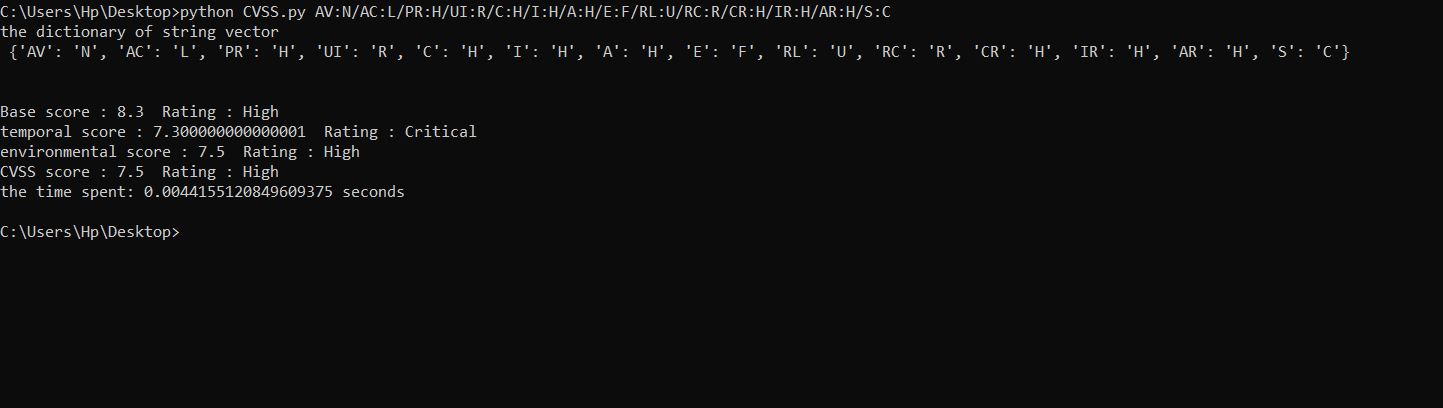 C:\Users\Hp\Desktop>python CVSS.py AV:N/AC:L/PR:H/UI:R/C:H/I:H/A:H/E:F/RL:U/RC:R/CR:H/IR:H/AR:H/S:C
the dictionary of string vector
{'AV': 'N', 'AC': 'L', 'PR': 'H', 'UI': 'R', 'C': 'H', 'I': 'H', 'A': 'H', 'E': 'F', 'RL': 'U', 'RC': 'R', 'CR': 'H', 'IR': 'H', 'AR': 'H', 'S': 'C'}
Base score : 8.3  Rating : High
temporal score : 7.300000000000001  Rating : Critical
environmental score : 7.5  Rating : High
CVSS score : 7.5  Rating : High
the time spent: 0.0044155120849609375 seconds
C:\Users\Hp\Desktop>